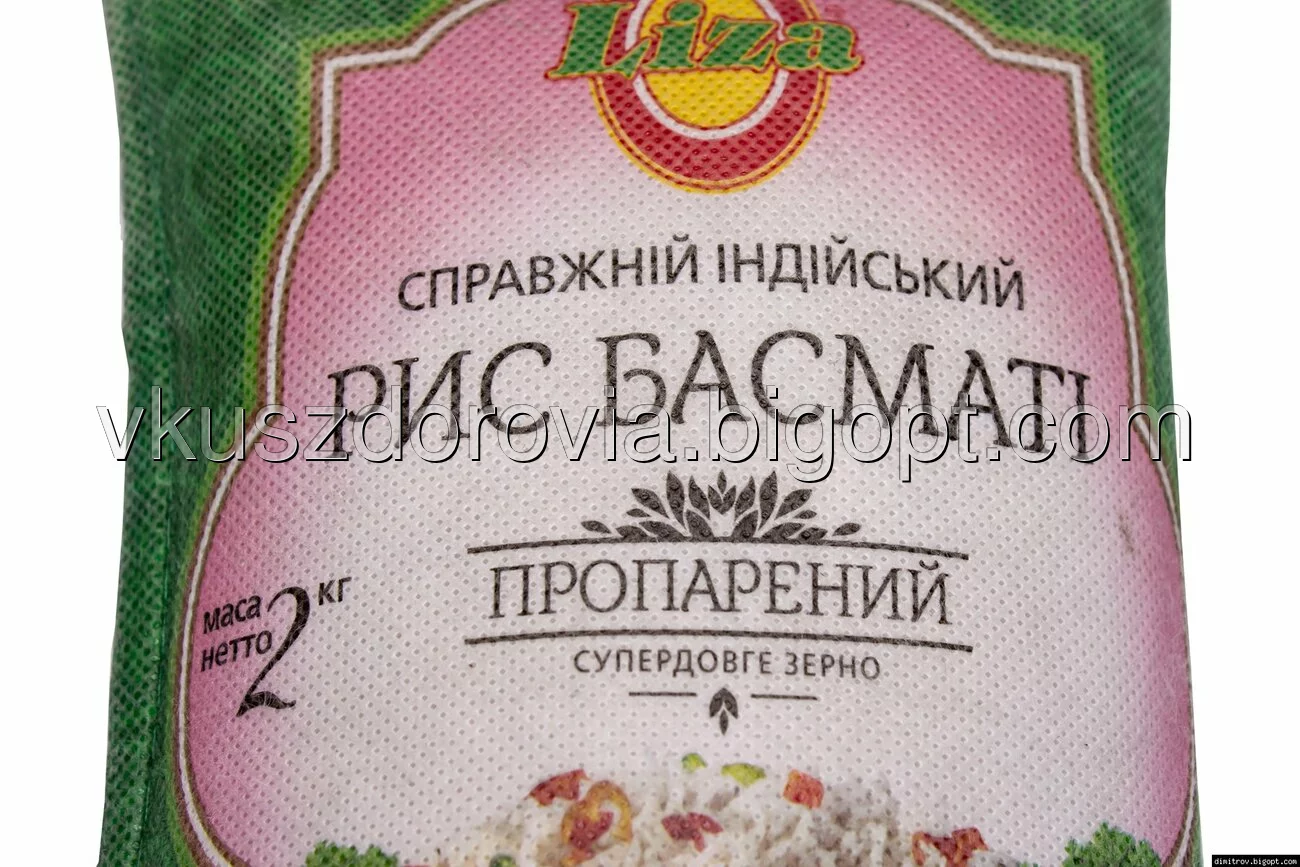 Liza
СПРАВЖНІЙ ІНДІЙСЬКИЙ
РИС БАСМАТІ
vkuszdorovia.bigopt.com
ПРОПАРЕНИЙ
маса нетто 2 кг
СУПЕРДОВГЕ ЗЕРНО
dimitrov.bigopt.com